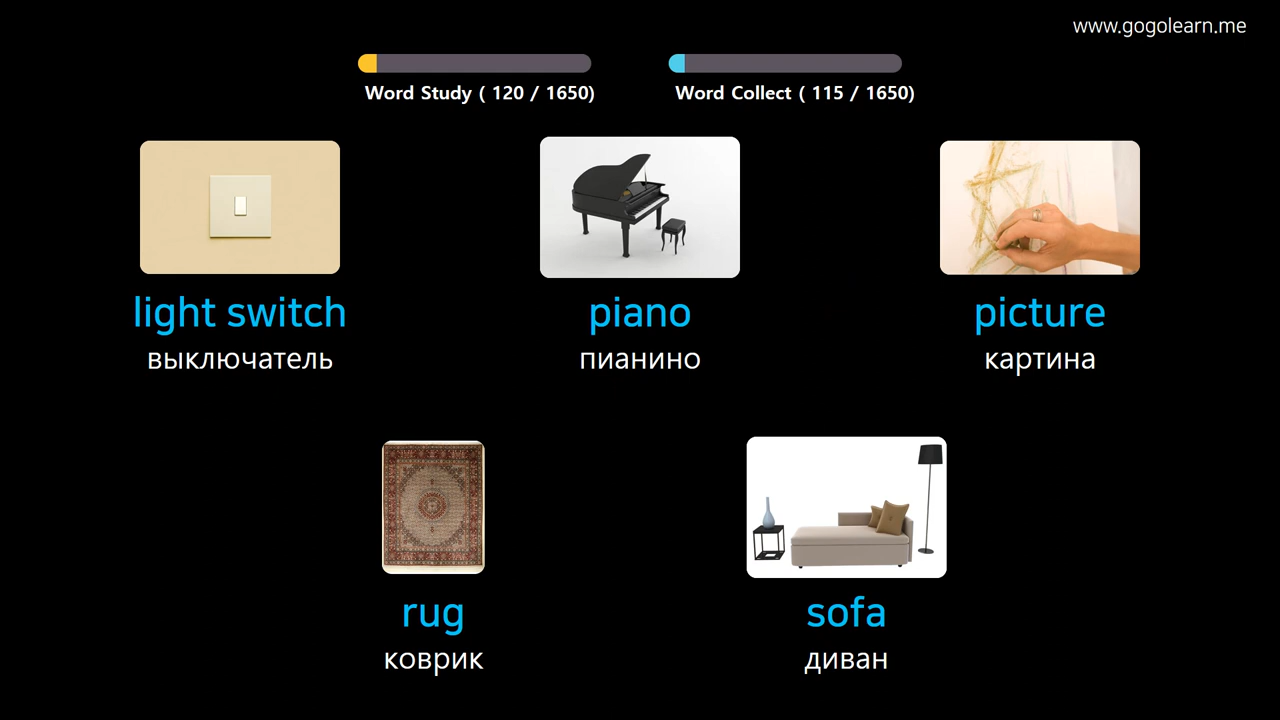 www.gogolearn.me
Word Study ( 120 / 1650)
Word Collect ( 115 / 1650)
light switch
выключатель
piano
пианино
picture
картина
rug
коврик
sofa
диван